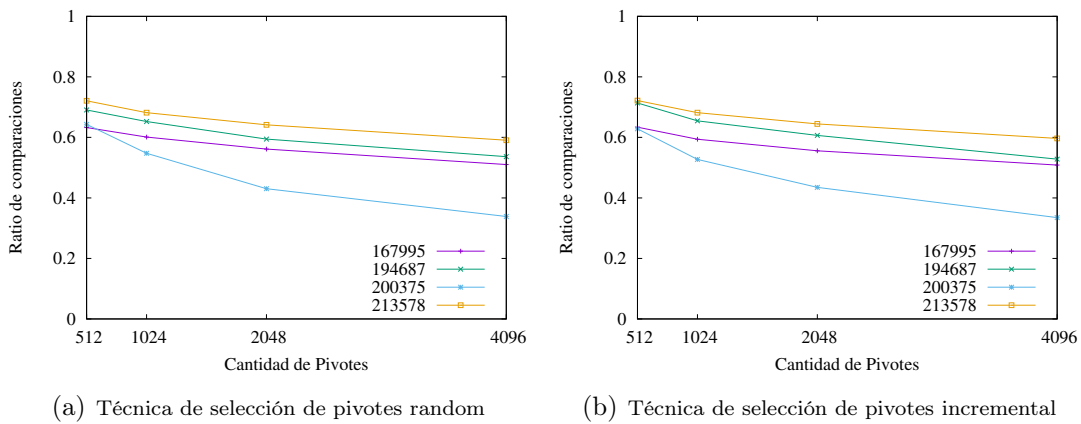 1
0.8
0.6
0.4
0.2
0
Ratio de comparaciones
167995
194687
200375
213578
512 1024 2048 4096
Cantidad de Pivotes
(a) Técnica de selección de pivotes random
1
0.8
0.6
0.4
0.2
0
Ratio de comparaciones
167995
194687
200375
213578
512 1024 2048 4096
Cantidad de Pivotes
(b) Técnica de selección de pivotes incremental